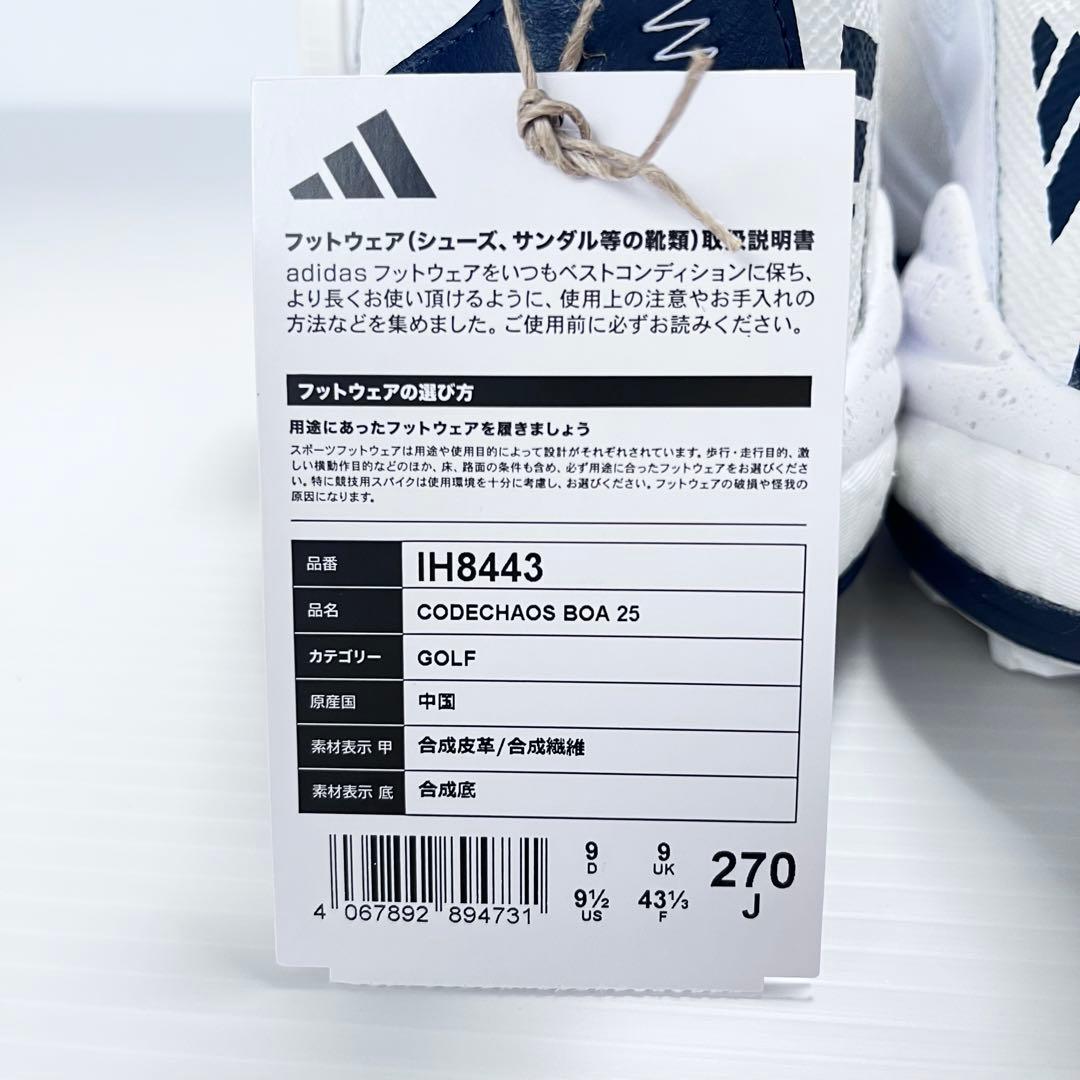 フットウェア(シューズ、サンダル等の靴類)取扱説明書
adidas フットウェアをいつもベストコンディションに保ち、
より長くお使い頂けるように、使用上の注意やお手入れの
方法などを集めました。ご使用前に必ずお読みください。
フットウェアの選び方
用途にあったフットウェアを履きましょう
スポーツフットウェアは用途や使用目的によって設計がそれぞれされています。歩行・走行目的、激
しい横動作目的などのほか、床、路面の条件も含め、必ず用途に合ったフットウェアをお選びくださ
い。特に競技用スパイクは使用環境を十分に考慮し、お選びください。フットウェアの破損や怪我の
原因になります。
品番 IH8443
品名 CODECHAOS BOA 25
カテゴリー GOLF
原産国 中国
素材表示 甲 合成皮革/合成繊維
素材表示 底 合成底
9 9 270
D UK J
9½ 43⅓
US F
4 067892 894731